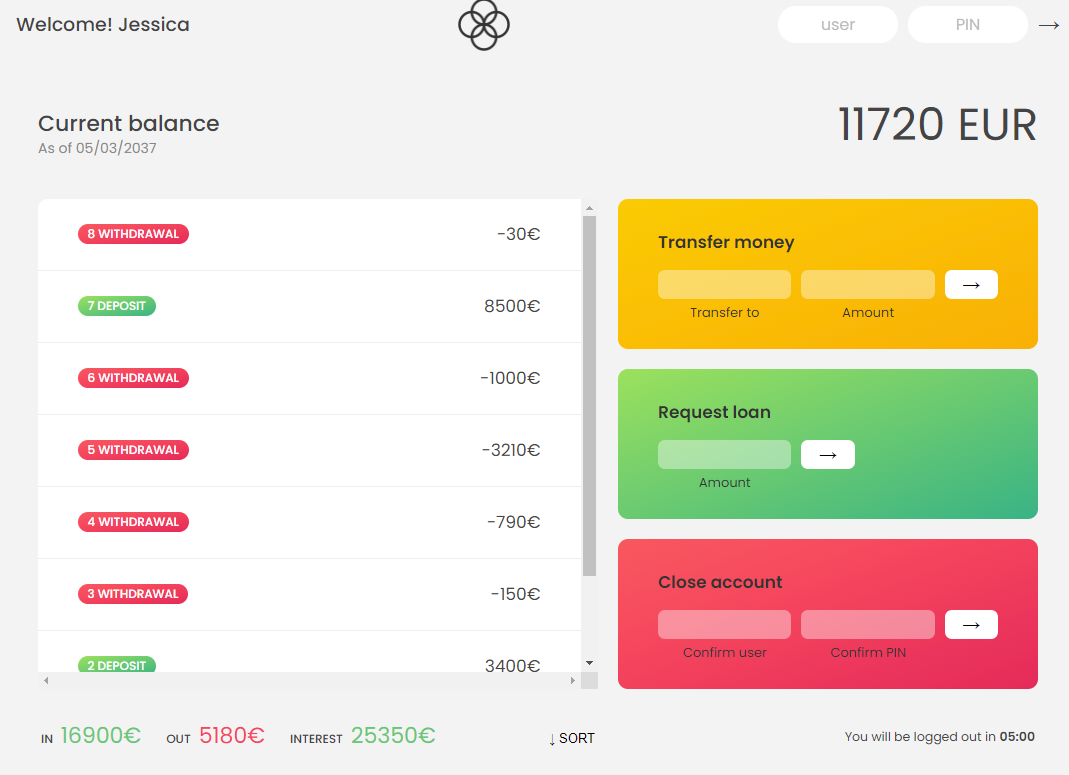 Welcome! Jessica
user
PIN
→
Current balance
As of 05/03/2037
11720 EUR
8 WITHDRAWAL
-30€
7 DEPOSIT
8500€
6 WITHDRAWAL
-1000€
5 WITHDRAWAL
-3210€
4 WITHDRAWAL
-790€
3 WITHDRAWAL
-150€
2 DEPOSIT
3400€
Transfer money
→
Transfer to
Amount
Request loan
→
Amount
Close account
→
Confirm user
Confirm PIN
IN 16900€
OUT 5180€
INTEREST 25350€
↓ SORT
You will be logged out in 05:00